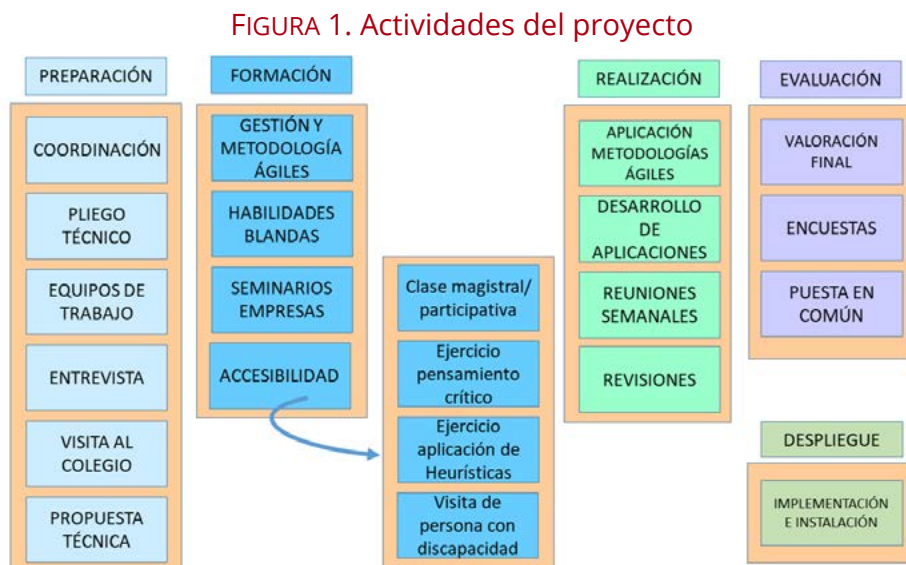 FIGURA 1. Actividades del proyecto
PREPARACIÓN
COORDINACIÓN
PLIEGO
TÉCNICO
EQUIPOS DE
TRABAJO
ENTREVISTA
VISITA AL
COLEGIO
PROPUESTA
TÉCNICA
FORMACIÓN
GESTIÓN Y
METODOLOGÍA
ÁGILES
HABILIDADES
BLANDAS
SEMINARIOS
EMPRESAS
ACCESIBILIDAD
Clase magistral/
participativa
Ejercicio
pensamiento
crítico
Ejercicio
aplicación de
Heurísticas
Visita de
persona con
discapacidad
REALIZACIÓN
APLICACIÓN
METODOLOGÍAS
ÁGILES
DESARROLLO
DE
APLICACIONES
REUNIONES
SEMANALES
REVISIONES
EVALUACIÓN
VALORACIÓN
FINAL
ENCUESTAS
PUESTA EN
COMÚN
DESPLIEGUE
IMPLEMENTACIÓN
E INSTALACIÓN